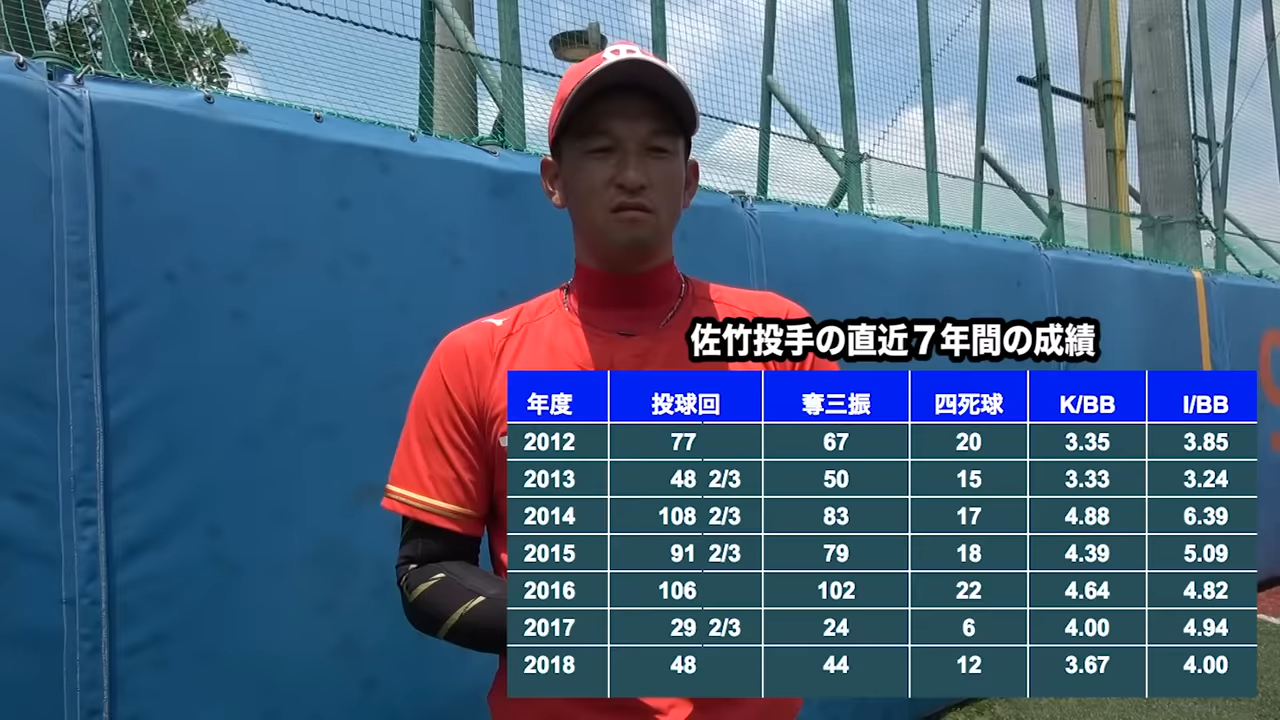 佐竹投手の直近７年間の成績
年度 投球回 奪三振 四死球 K/BB I/BB
2012 77 67 20 3.35 3.85
2013 48 2/3 50 15 3.33 3.24
2014 108 2/3 83 17 4.88 6.39
2015 91 2/3 79 18 4.39 5.09
2016 106 102 22 4.64 4.82
2017 29 2/3 24 6 4.00 4.94
2018 48 44 12 3.67 4.00